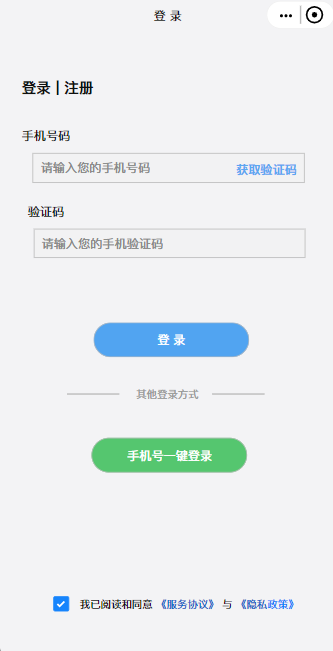 登 录
登录 | 注册
手机号码
请输入您的手机号码 获取验证码
验证码
请输入您的手机验证码
登 录
其他登录方式
手机号一键登录
我已阅读和同意 《服务协议》 与 《隐私政策》